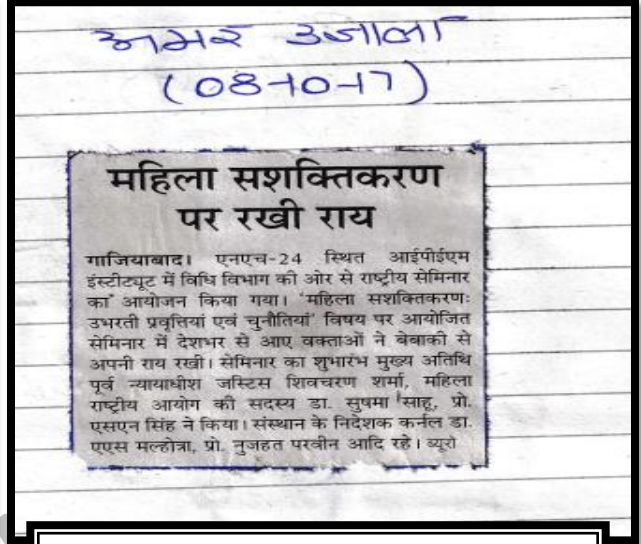 अमर उजाला
(08-10-17)
महिला सशक्तिकरण
पर रखी राय
गाजियाबाद। एनएच-24 स्थित आईपीईएम
इंस्टीट्यूट में विधि विभाग की ओर से राष्ट्रीय सेमिनार
का आयोजन किया गया। 'महिला सशक्तिकरणः
उभरती प्रवृत्तियां एवं चुनौतियां' विषय पर आयोजित
सेमिनार में देशभर से आए वक्ताओं ने बेबाकी से
अपनी राय रखी। सेमिनार का शुभारंभ मुख्य अतिथि
पूर्व न्यायाधीश जस्टिस शिवचरण शर्मा, महिला
राष्ट्रीय आयोग की सदस्य डा. सुषमा साहू, प्रो.
एसएन सिंह ने किया। संस्थान के निदेशक कर्नल डा.
एएस मल्होत्रा, प्रो. नुजहत परवीन आदि रहे। ब्यूरो